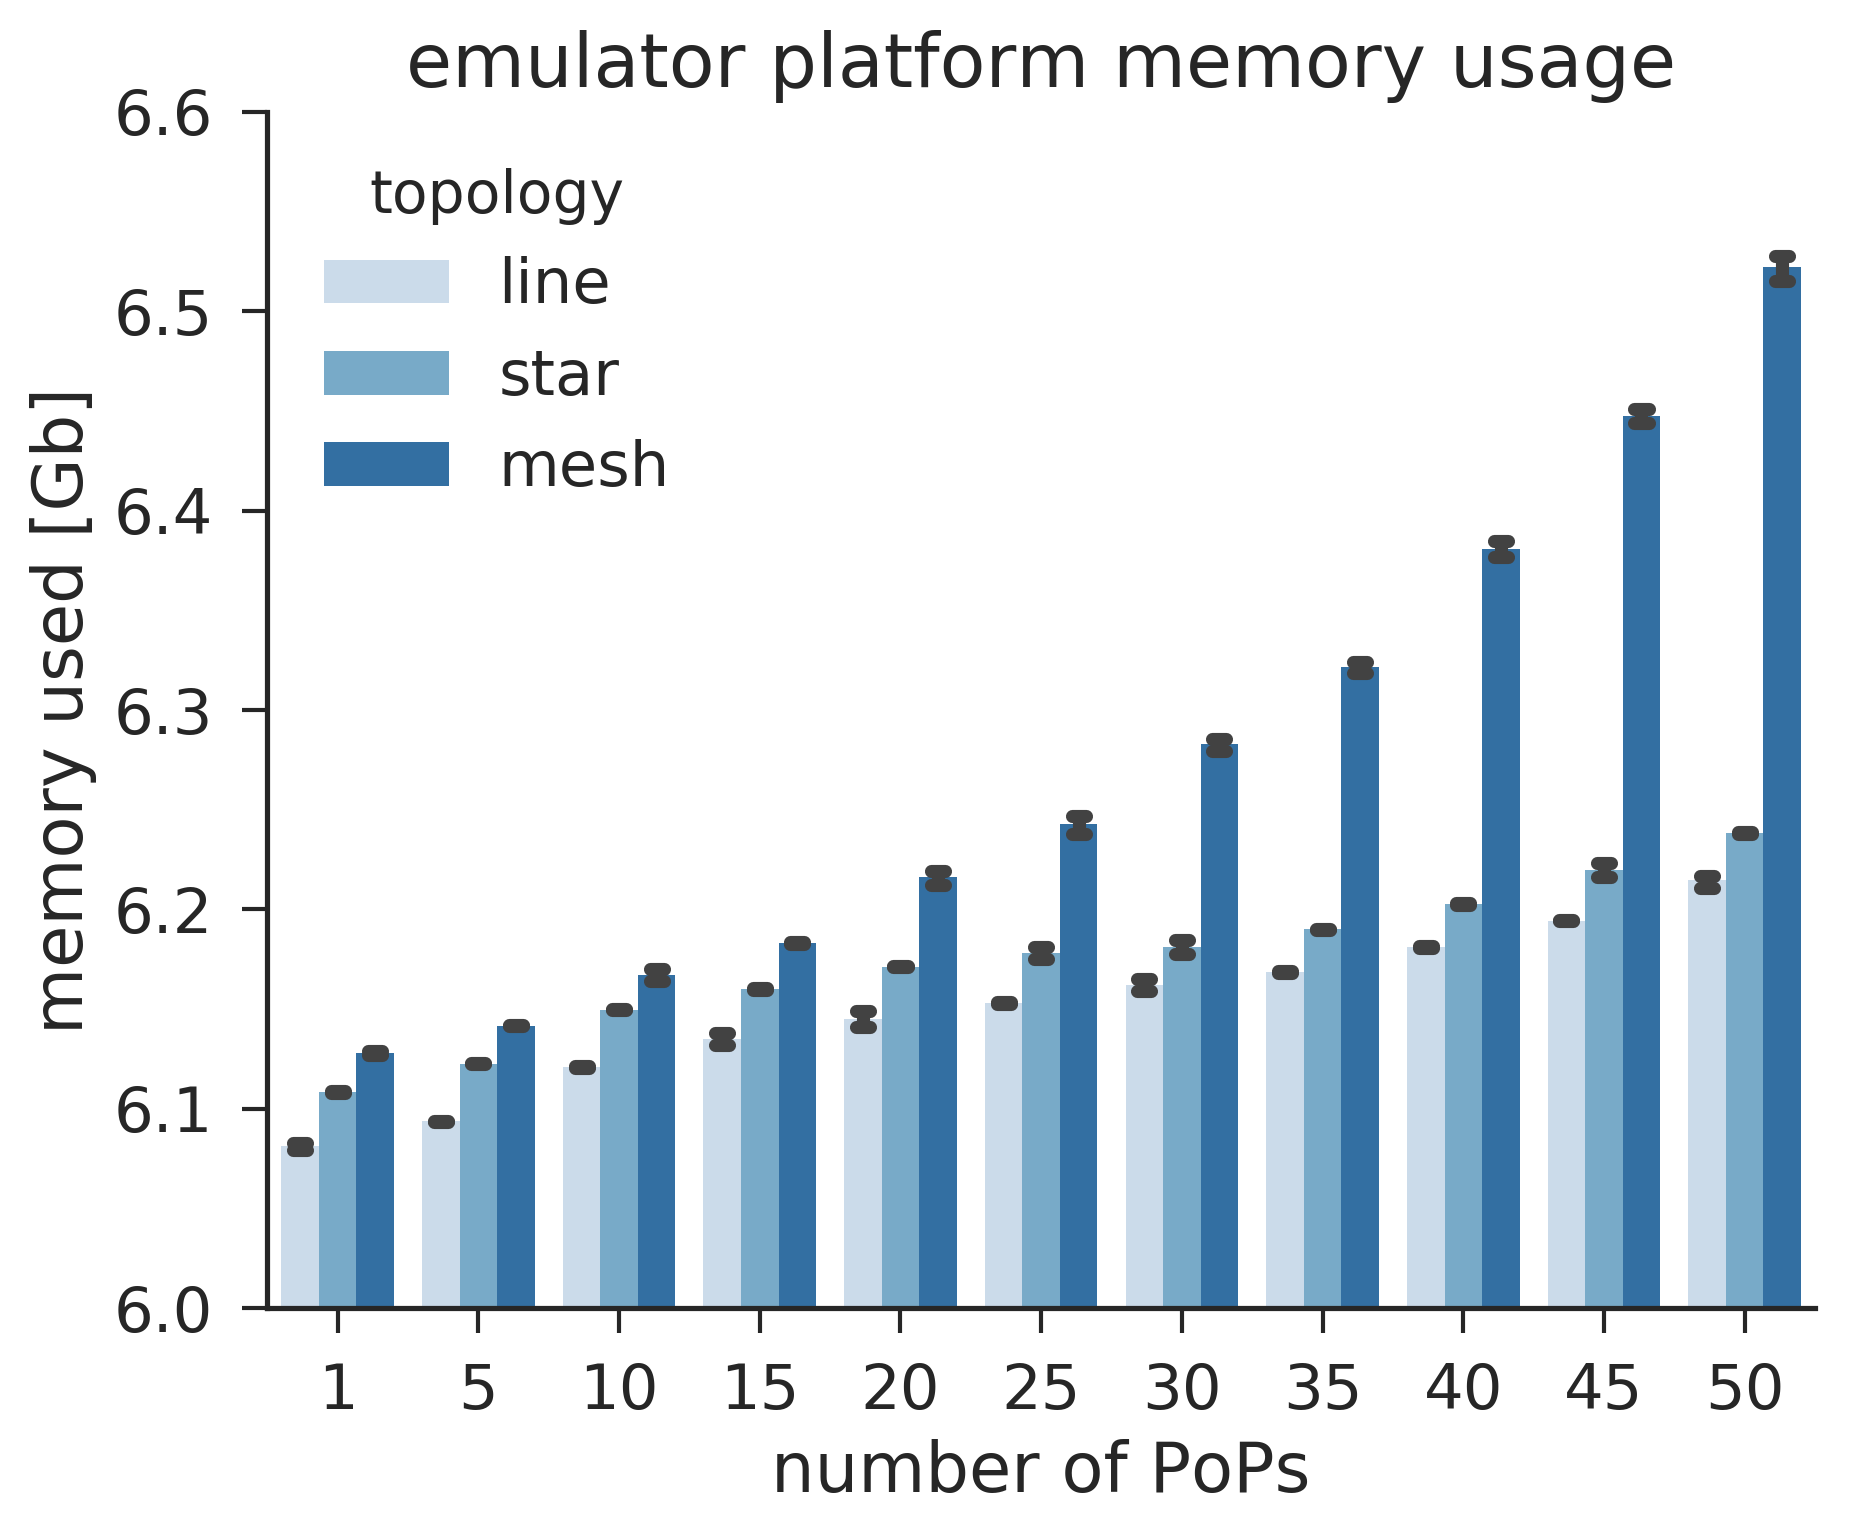 emulator platform memory usage
6.6
6.5
6.4
6.3
6.2
6.1
6.0
memory used [Gb]
topology
line
star
mesh
1 5 10 15 20 25 30 35 40 45 50
number of PoPs